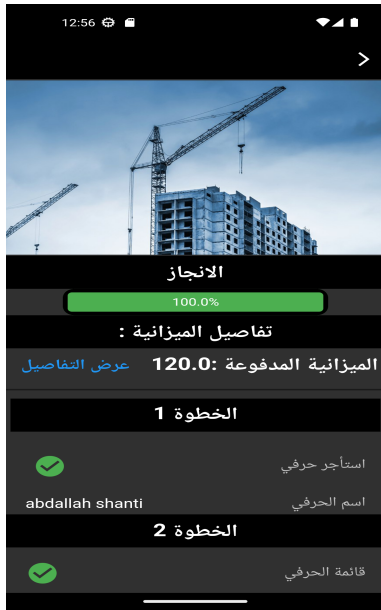 12:56
الانجاز
100.0%
تفاصيل الميزانية :
الميزانية المدفوعة :120.0 عرض التفاصيل
الخطوة 1
استأجر حرفي
اسم الحرفي abdallah shanti
الخطوة 2
قائمة الحرفي